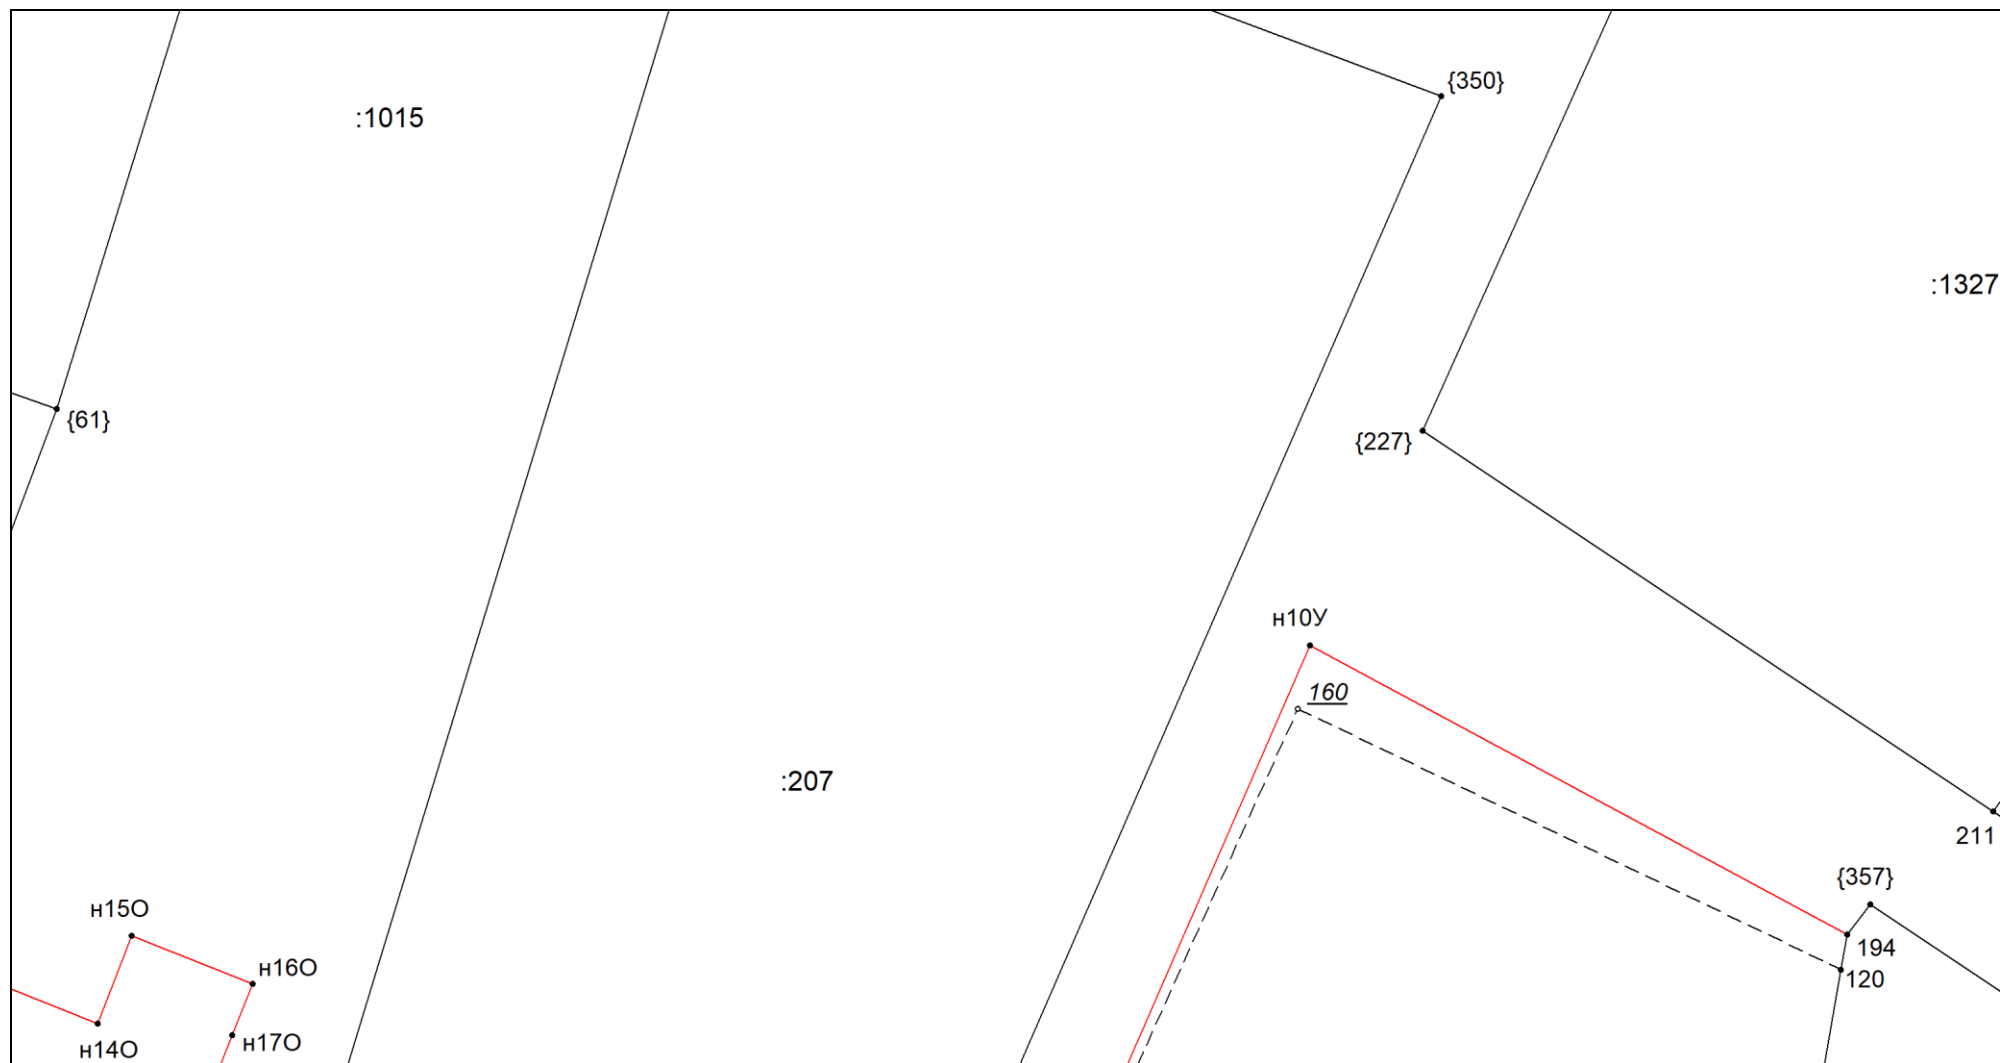 {350}
:1015
:1327
{61}
{227}
н10У
160
:207
211
{357}
н15О
194
н16О
120
н17О
н14О